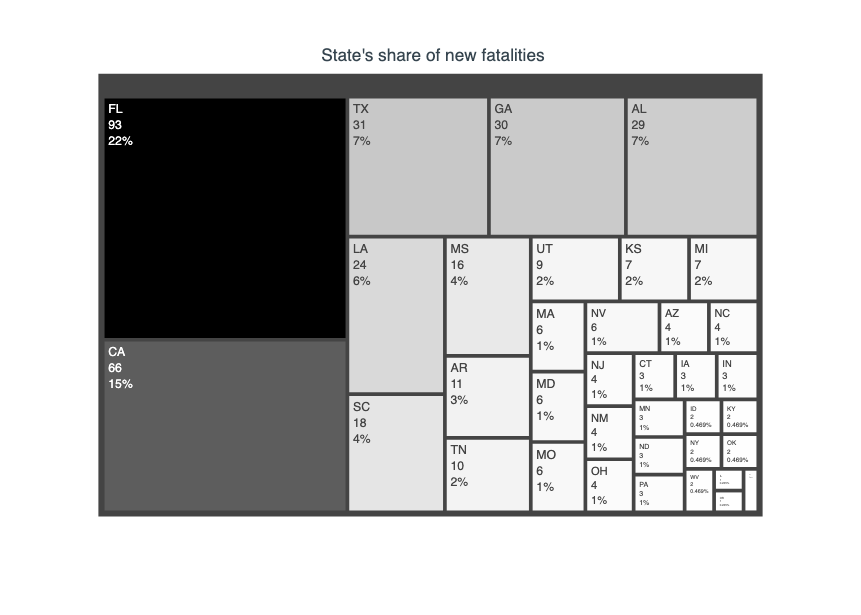 State's share of new fatalities
FL
93
22%
CA
66
15%
TX
31
7%
GA
30
7%
AL
29
7%
LA
24
6%
SC
18
4%
MS
16
4%
AR
11
3%
TN
10
2%
UT
9
2%
KS
7
2%
MI
7
2%
MA
6
1%
MD
6
1%
MO
6
1%
NV
6
1%
AZ
4
1%
NC
4
1%
NJ
4
1%
NM
4
1%
OH
4
1%
CT
3
1%
IA
3
1%
IN
3
1%
MN
3
1%
ND
3
1%
PA
3
1%
ID
2
0.469%
KY
2
0.469%
NY
2
0.469%
OK
2
0.469%
WV
2
0.469%